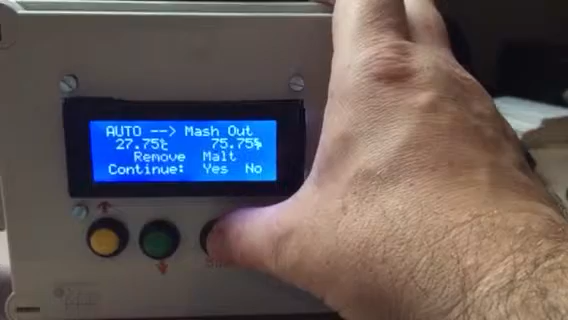 AUTO --> Mash Out
27.75℃ 75.75%
Remove Malt
Continue: Yes No